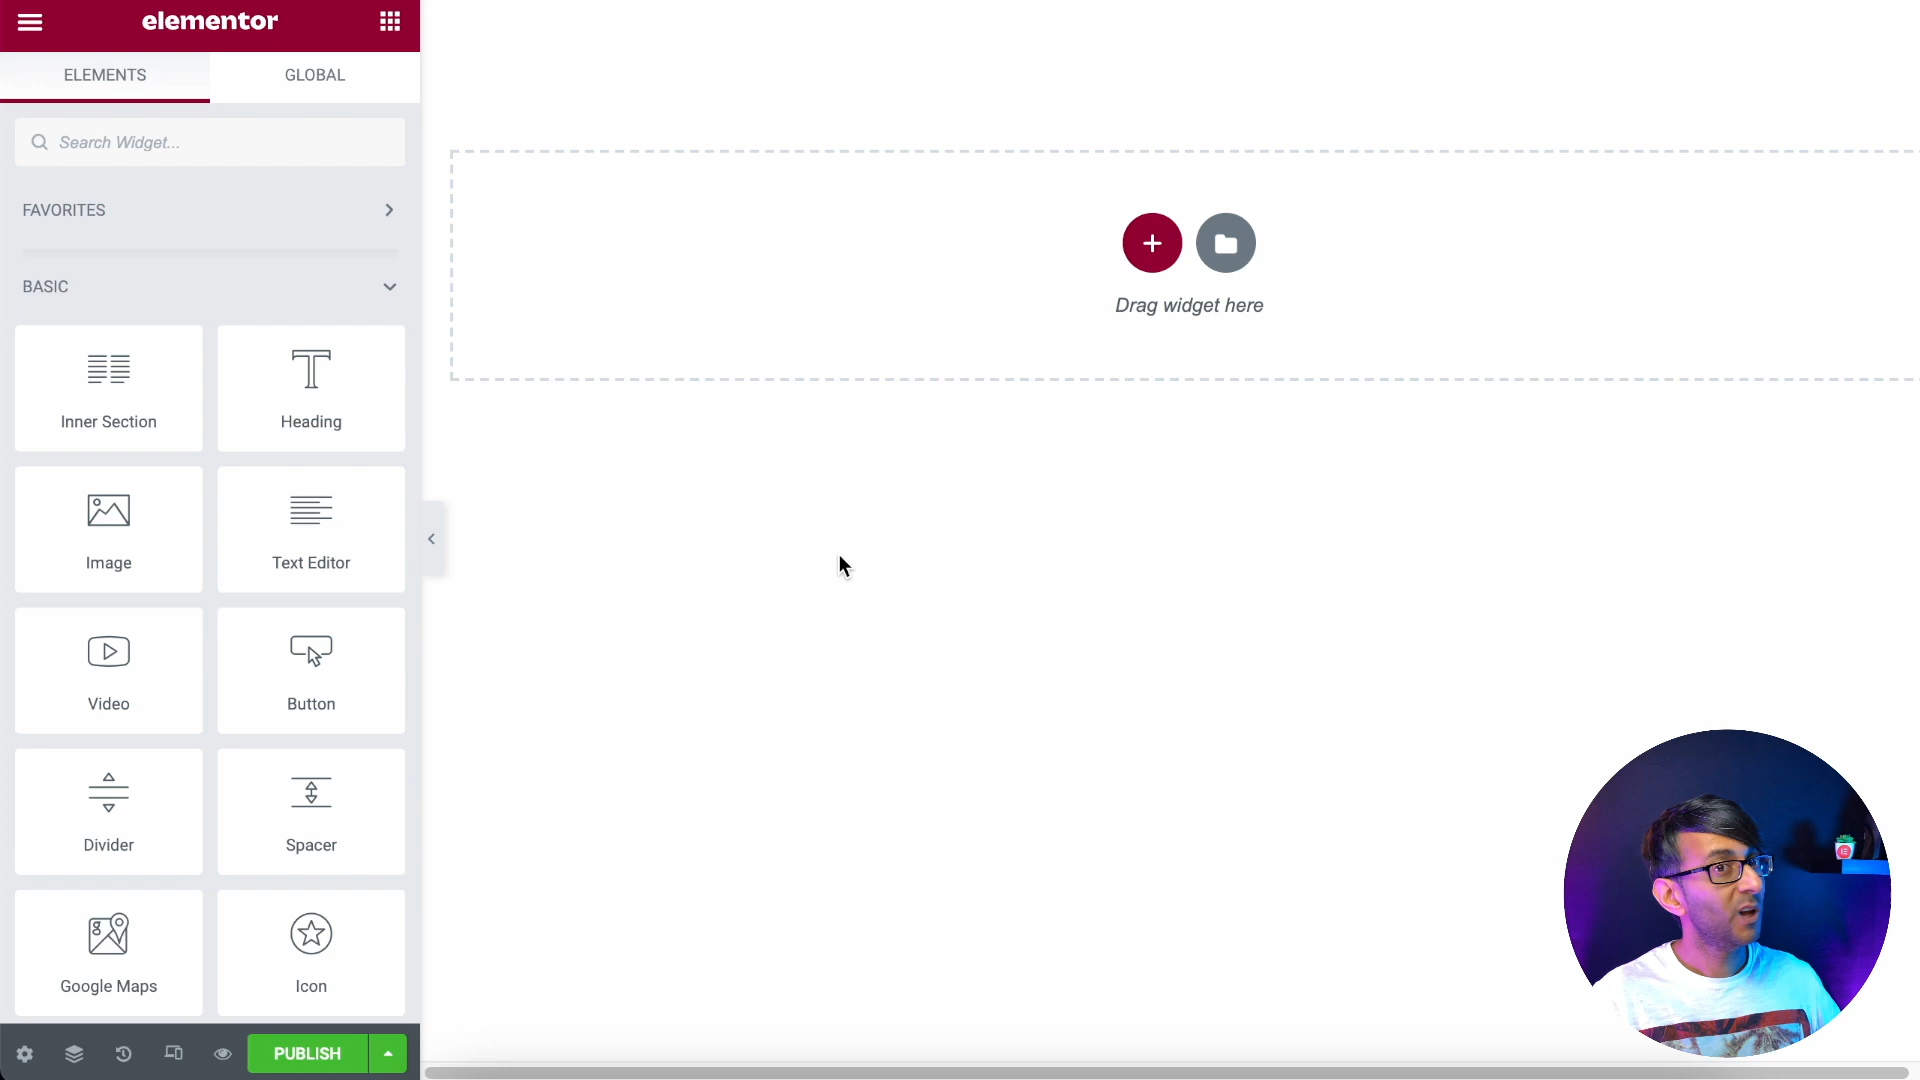 elementor
ELEMENTS
GLOBAL
Search Widget...
FAVORITES
BASIC
Inner Section
Heading
Image
Text Editor
Video
Button
Divider
Spacer
Google Maps
Icon
PUBLISH
Drag widget here